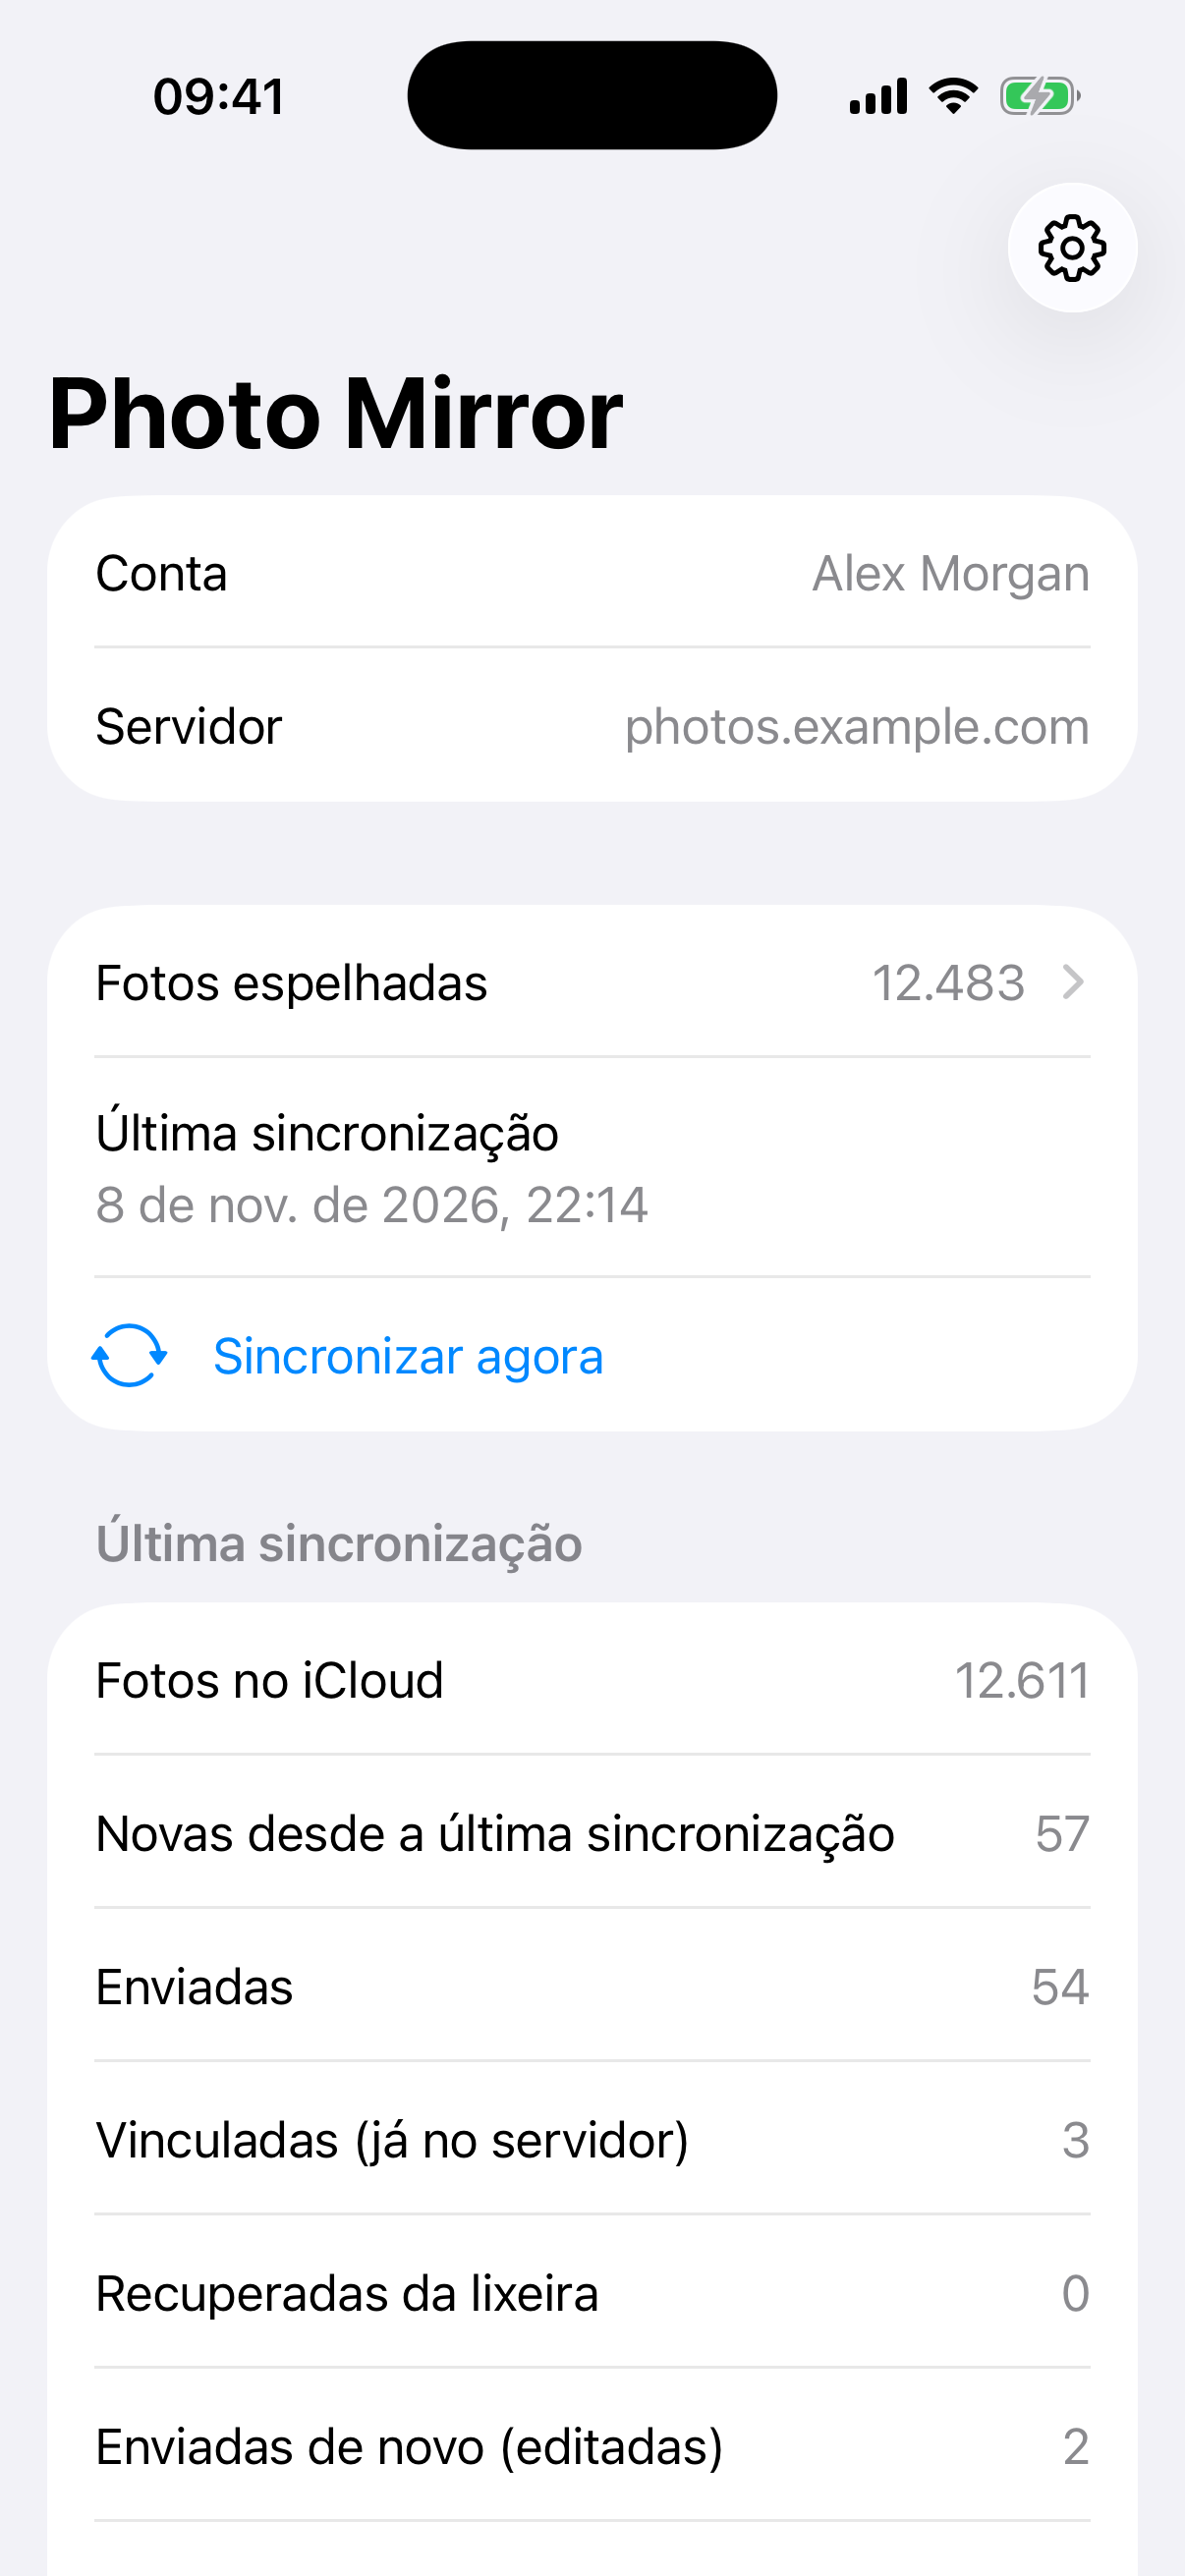 09:41
Photo Mirror
Conta Alex Morgan
Servidor photos.example.com
Fotos espelhadas 12.483
Última sincronização
8 de nov. de 2026, 22:14
Sincronizar agora
Última sincronização
Fotos no iCloud 12.611
Novas desde a última sincronização 57
Enviadas 54
Vinculadas (já no servidor) 3
Recuperadas da lixeira 0
Enviadas de novo (editadas) 2